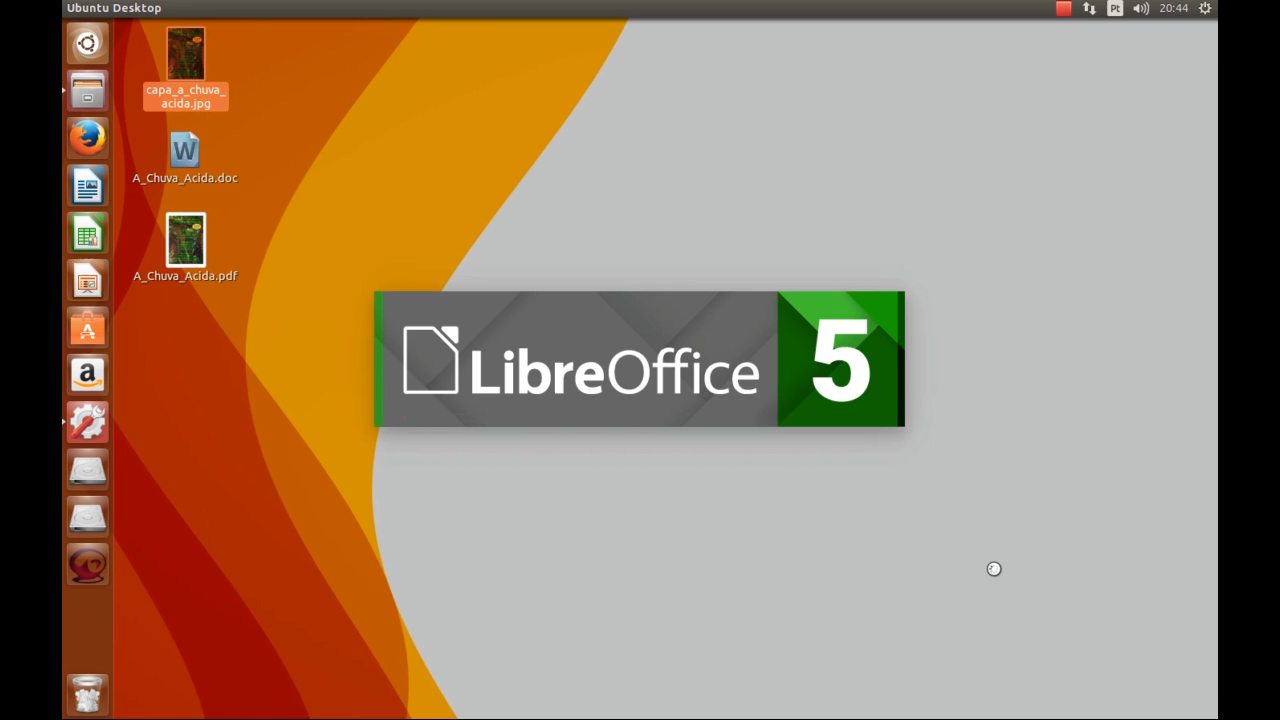 Ubuntu Desktop
Pt
20:44
capa_a_chuva_
acida.jpg
W
A_Chuva_Acida.doc
A_Chuva_Acida.pdf
A
a
LibreOffice 5